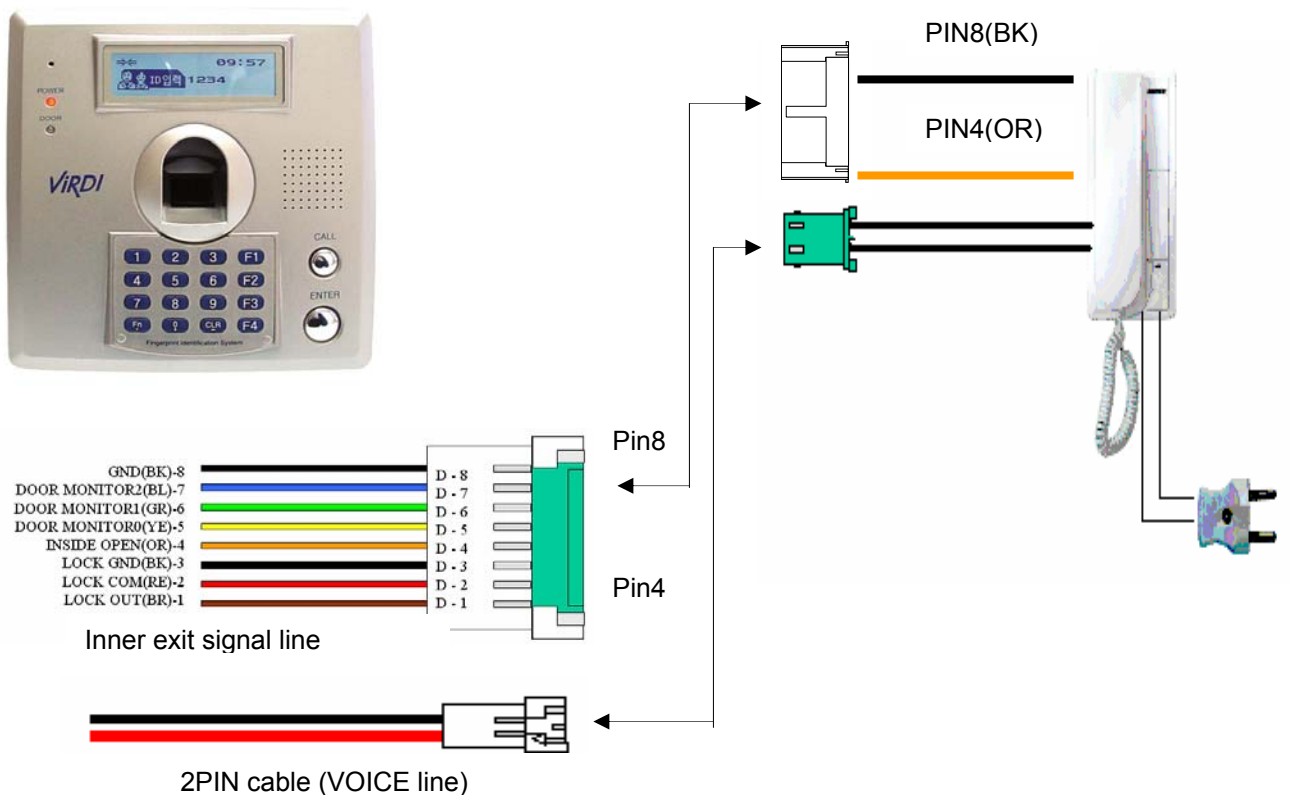 09:57
ID입력 1234
POWER
DOOR
ViRDI
CALL
ENTER
1 2 3 F1
4 5 6 F2
7 8 9 F3
Fn 0 CLR F4
Fingerprint Identification System
PIN8(BK)
PIN4(OR)
Pin8
GND(BK)-8 D - 8
DOOR MONITOR2(BL)-7 D - 7
DOOR MONITOR1(GR)-6 D - 6
DOOR MONITOR0(YE)-5 D - 5
INSIDE OPEN(OR)-4 D - 4
LOCK GND(BK)-3 D - 3
LOCK COM(RE)-2 D - 2
LOCK OUT(BR)-1 D - 1
Pin4
Inner exit signal line
2PIN cable (VOICE line)